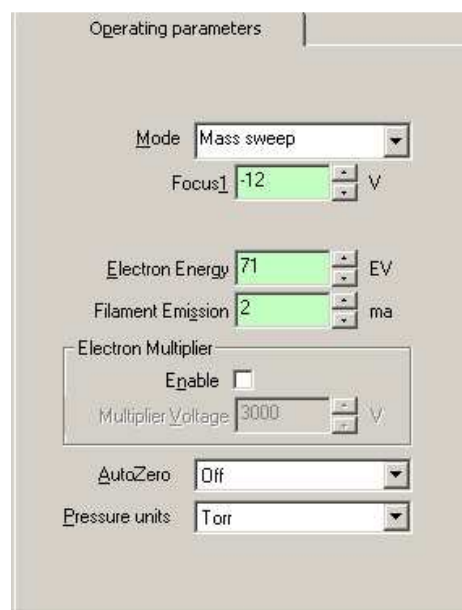 Operating parameters
Mode Mass sweep
Focus1 -12 V
Electron Energy 71 EV
Filament Emission 2 ma
Electron Multiplier
Enable
Multiplier Voltage 3000 V
AutoZero Off
Pressure units Torr